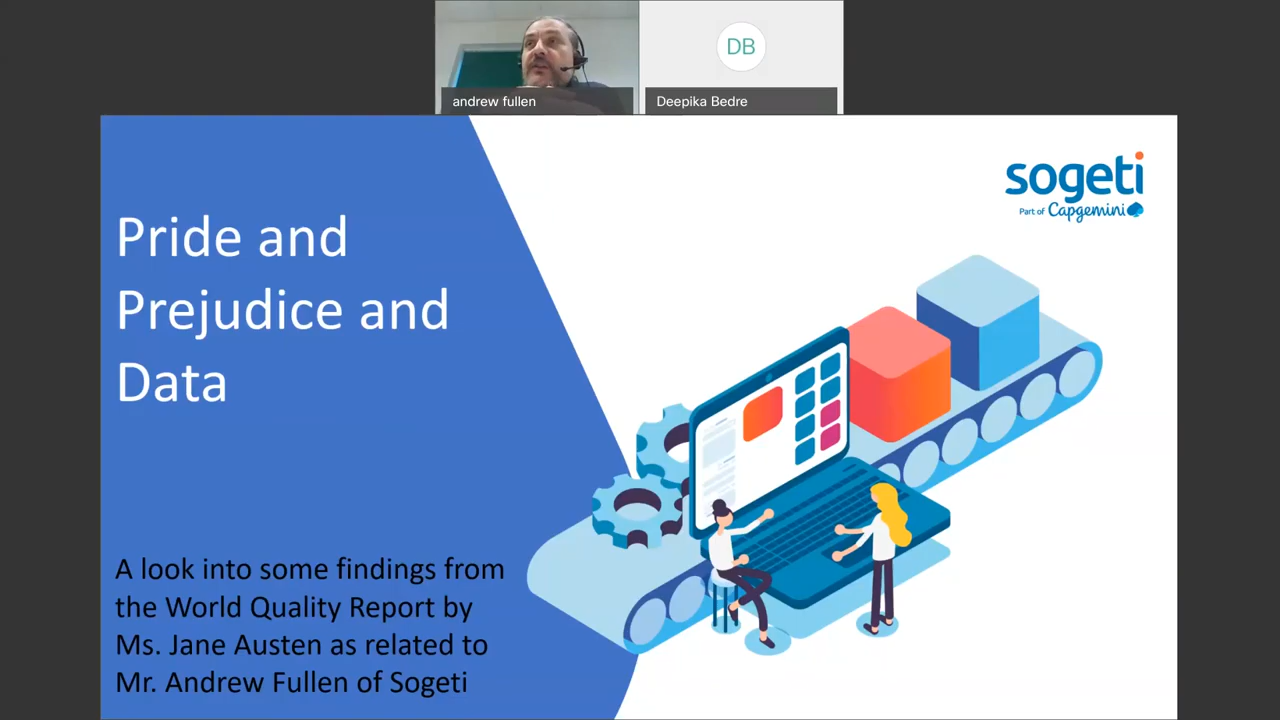 andrew fullen
DB
Deepika Bedre
sogeti
Part of Capgemini
Pride and
Prejudice and
Data
A look into some findings from
the World Quality Report by
Ms. Jane Austen as related to
Mr. Andrew Fullen of Sogeti